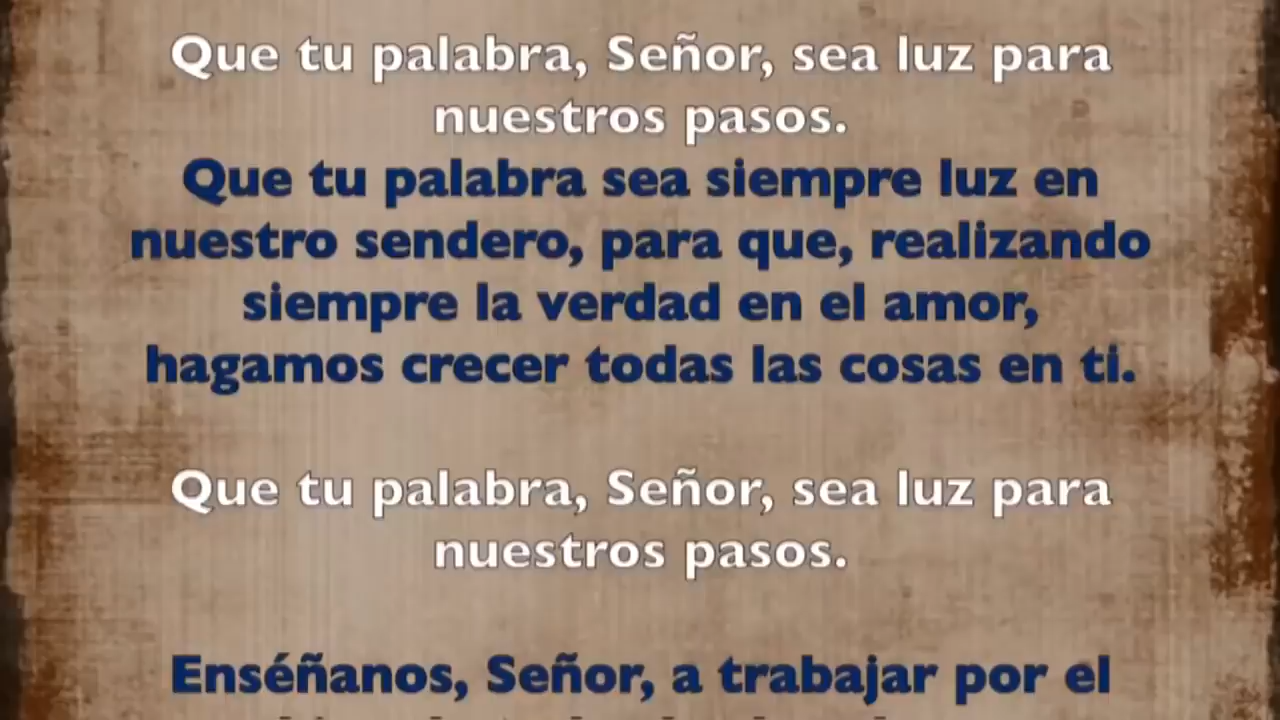 Que tu palabra, Señor, sea luz para
nuestros pasos.
Que tu palabra sea siempre luz en
nuestro sendero, para que, realizando
siempre la verdad en el amor,
hagamos crecer todas las cosas en ti.
Que tu palabra, Señor, sea luz para
nuestros pasos.
Enséñanos, Señor, a trabajar por el